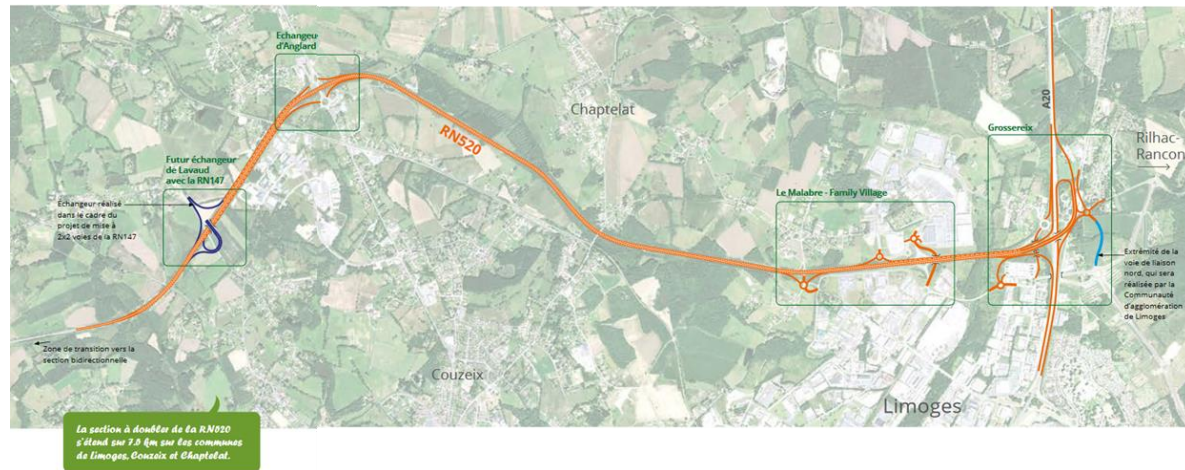 Echangeu
d'Anglard
Chaptelat
RN520
A20
Grossereix
Rilhac-
Rancon
Futur échangeur
de Lavaud
avec la RN147
Echangeur réalisé
dans le cadre du
projet de mise à
2x2 voies de la RN147
Le Malabre - Family Village
Extrémité de la
voie de liaison
nord, qui sera
réalisée par la
Communauté
d'agglomération
de Limoges
Zone de transition vers la
section bidirectionnelle
Couzeix
Limoges
La section à doubler de la RN520
s'étend sur 7.5 km sur les communes
de Limoges, Couzeix et Chaptelat.